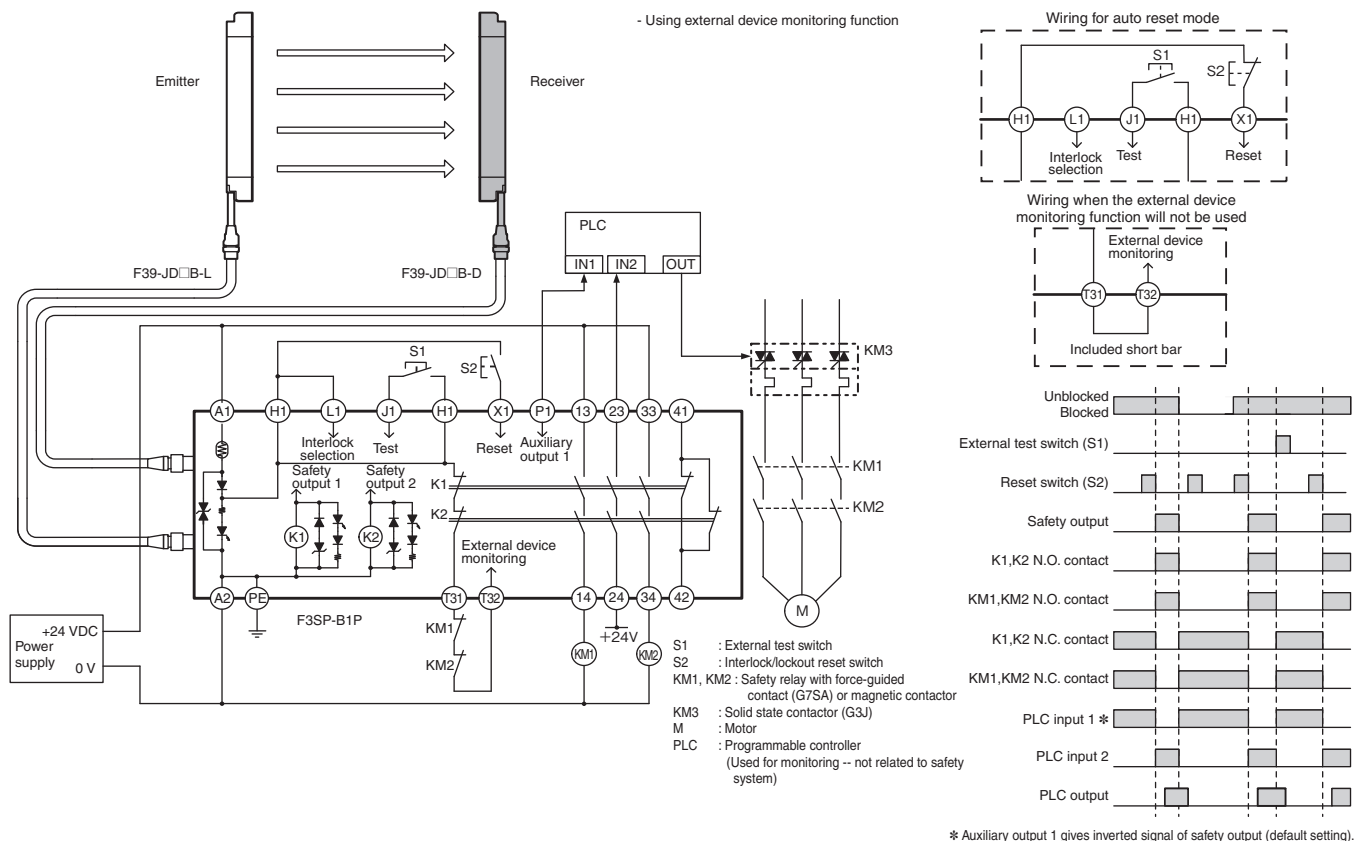 - Using external device monitoring function
Emitter
Receiver
F39-JD□B-L
F39-JD□B-D
PLC
IN1 IN2 OUT
KM3
S1
S2
A1 H1 L1 J1 H1 X1 P1 13 23 33 41
Interlock
selection
Test
Reset
Auxiliary
output 1
Safety
output 1
Safety
output 2
K1
K2
K1
K2
External device
monitoring
A2 PE T31 T32 14 24 34 42
F3SP-B1P
KM1
KM2
KM1
+24V
KM2
KM1
KM2
M
+24 VDC
Power
supply
0 V
S1 : External test switch
S2 : Interlock/lockout reset switch
KM1, KM2 : Safety relay with force-guided
contact (G7SA) or magnetic contactor
KM3 : Solid state contactor (G3J)
M : Motor
PLC : Programmable controller
(Used for monitoring -- not related to safety
system)
Wiring for auto reset mode
S1
S2
H1 L1 J1 H1 X1
Interlock
selection
Test
Reset
Wiring when the external device
monitoring function will not be used
External device
monitoring
T31 T32
Included short bar
Unblocked
Blocked
External test switch (S1)
Reset switch (S2)
Safety output
K1,K2 N.O. contact
KM1,KM2 N.O. contact
K1,K2 N.C. contact
KM1,KM2 N.C. contact
PLC input 1 ✻
PLC input 2
PLC output
✻ Auxiliary output 1 gives inverted signal of safety output (default setting).